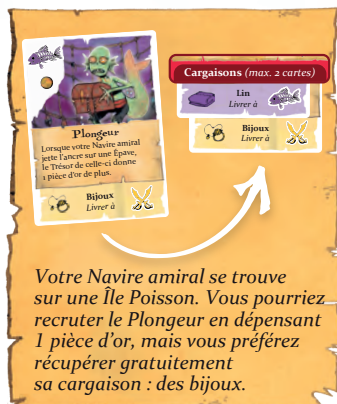 Plongeur
Lorsque votre Navire amiral
jette l'ancre sur une Épave,
le Trésor de celle-ci donne
1 pièce d'or de plus.
Bijoux
Livrer à
Cargaisons (max. 2 cartes)
Lin
Livrer à
Bijoux
Livrer à
Votre Navire amiral se trouve
sur une Île Poisson. Vous pourriez
recruter le Plongeur en dépensant
1 pièce d'or, mais vous préférez
récupérer gratuitement
sa cargaison : des bijoux.